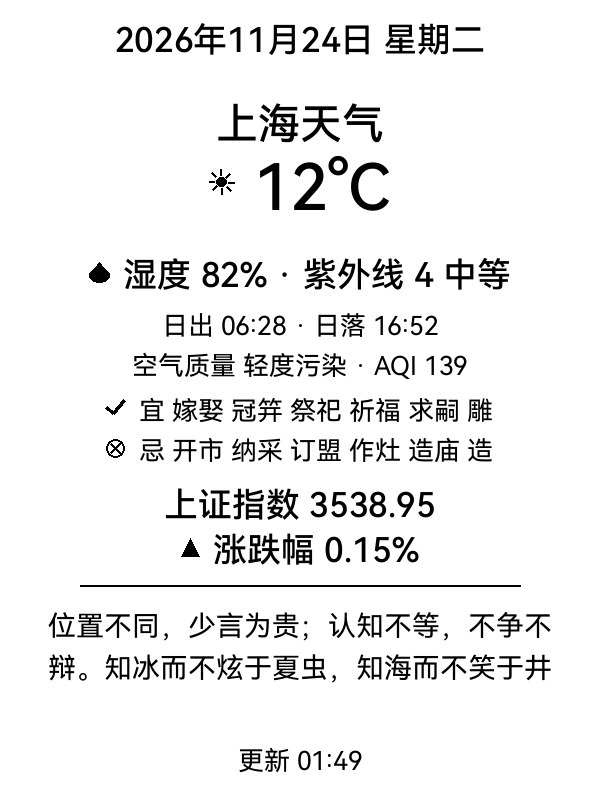 2026年11月24日 星期二
上海天气
12°C
湿度 82% · 紫外线 4 中等
日出 06:28 · 日落 16:52
空气质量 轻度污染 · AQI 139
宜 嫁娶 冠笄 祭祀 祈福 求嗣 雕
忌 开市 纳采 订盟 作灶 造庙 造
上证指数 3538.95
▲ 涨跌幅 0.15%
位置不同，少言为贵；认知不等，不争不
辩。知冰而不炫于夏虫，知海而不笑于井
更新 01:49